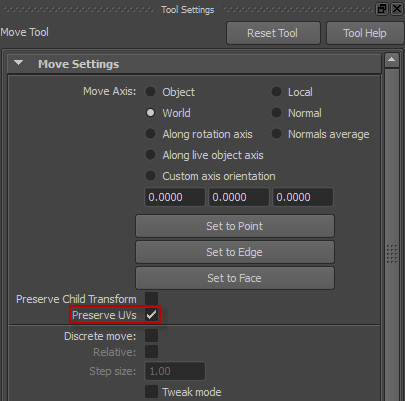 Tool Settings
Move Tool Reset Tool Tool Help
Move Settings
Move Axis: Object Local
World Normal
Along rotation axis Normals average
Along live object axis
Custom axis orientation
0.0000 0.0000 0.0000
Set to Point
Set to Edge
Set to Face
Preserve Child Transform
Preserve UVs
Discrete move:
Relative:
Step size: 1.00
Tweak mode